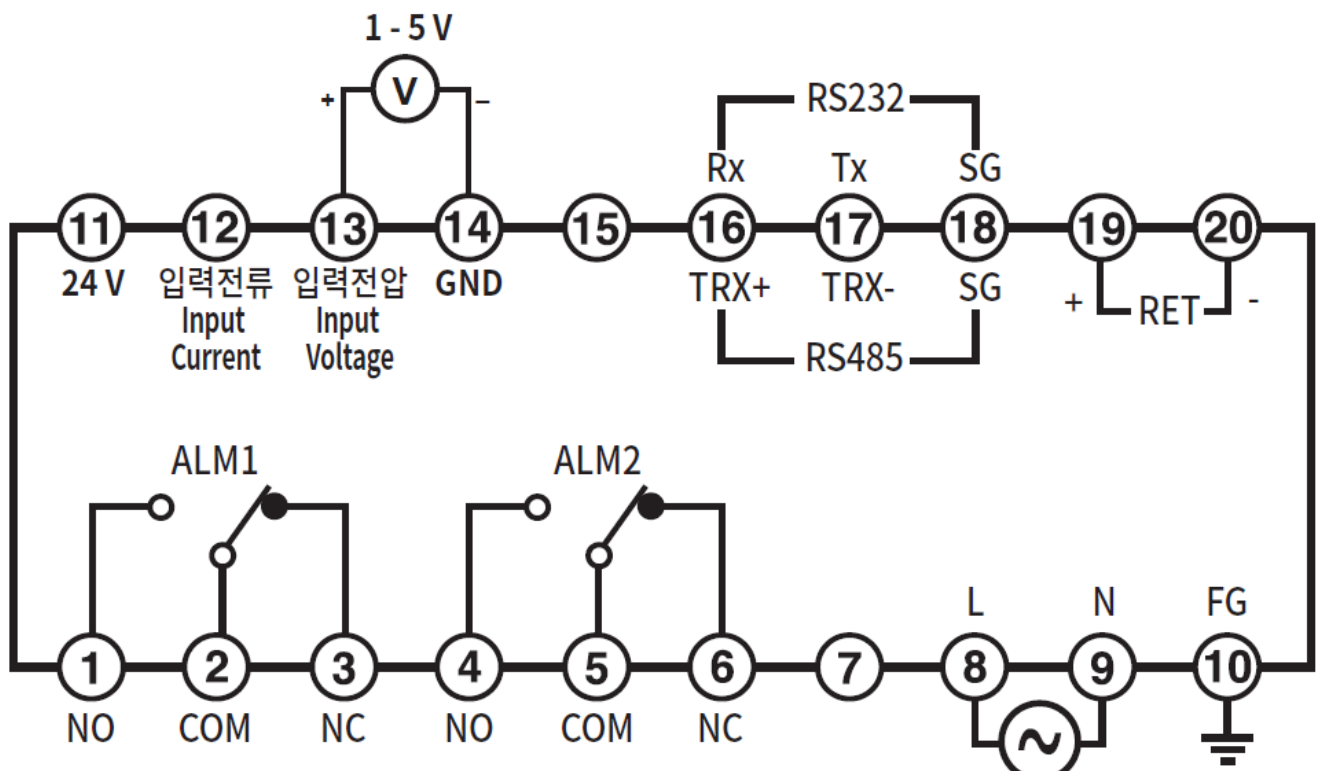 1 - 5 V
+ V –
RS232
Rx Tx SG
11 12 13 14 15 16 17 18 19 20
24 V 입력전류 입력전압 GND TRX+ TRX- SG
Input Input
Current Voltage
+ RET -
RS485
ALM1 ALM2
L N FG
1 2 3 4 5 6 7 8 9 10
NO COM NC NO COM NC
~